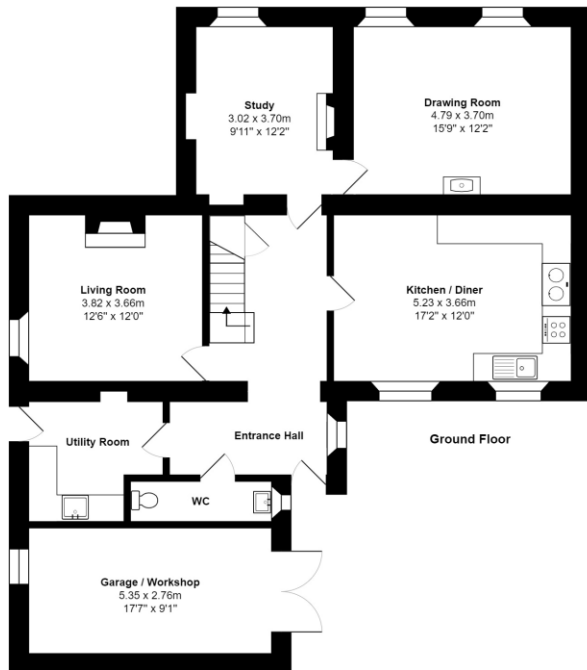 Study
3.02 x 3.70m
9'11" x 12'2"
Drawing Room
4.79 x 3.70m
15'9" x 12'2"
Living Room
3.82 x 3.66m
12'6" x 12'0"
Kitchen / Diner
5.23 x 3.66m
17'2" x 12'0"
Utility Room
Entrance Hall
Ground Floor
WC
Garage / Workshop
5.35 x 2.76m
17'7" x 9'1"